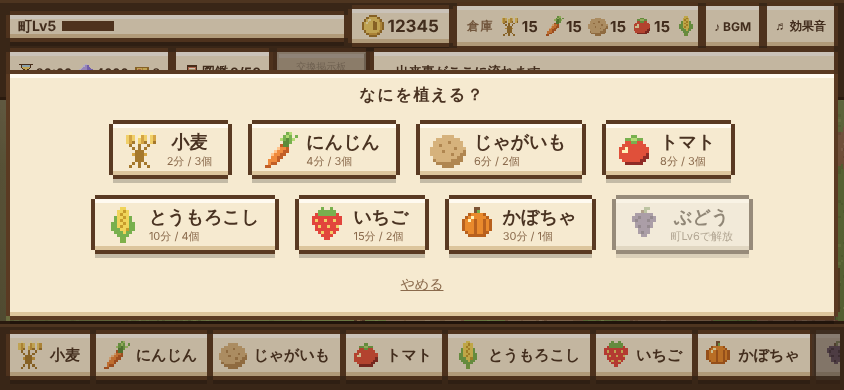 町Lv5
12345
倉庫 15 15 15 15
♪ BGM
♬ 効果音
なにを植える？
小麦
2分 / 3個
にんじん
4分 / 3個
じゃがいも
6分 / 2個
トマト
8分 / 3個
とうもろこし
10分 / 4個
いちご
15分 / 2個
かぼちゃ
30分 / 1個
ぶどう
町Lv6で解放
やめる
小麦 にんじん じゃがいも トマト とうもろこし いちご かぼちゃ